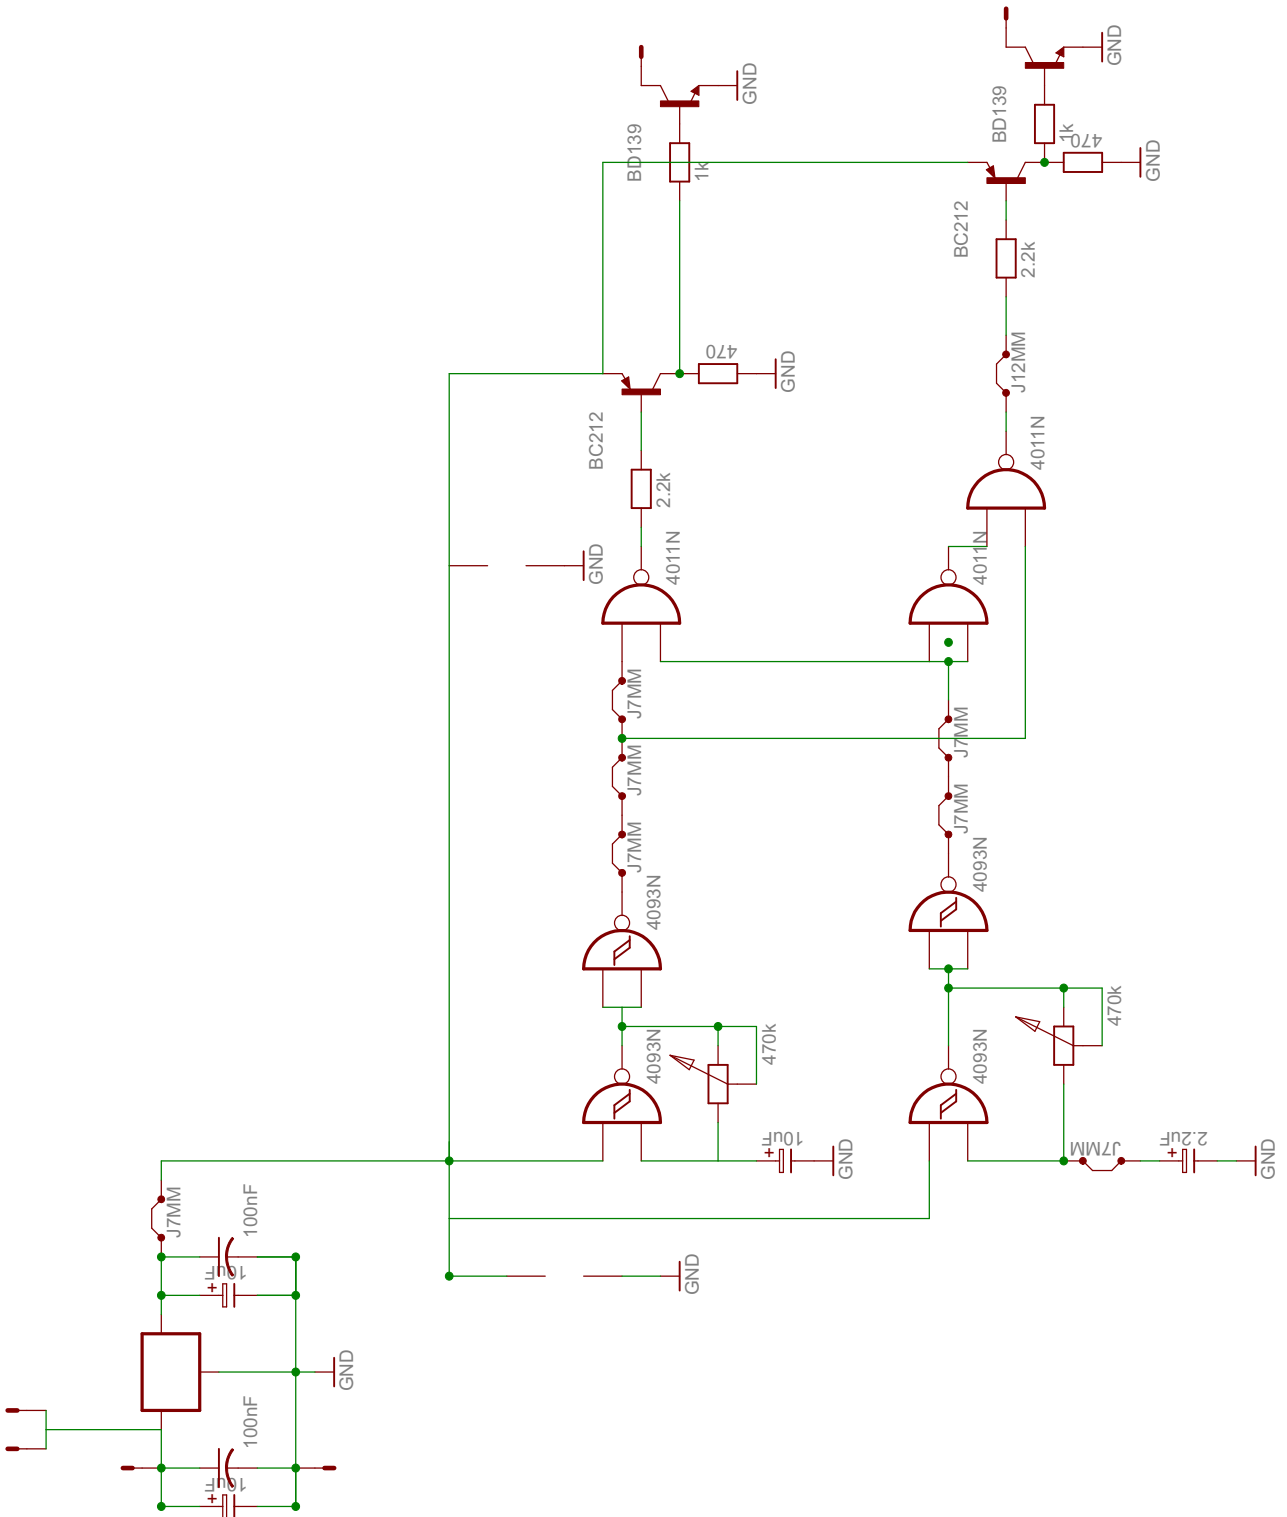 GND
GND
BD139
1k
470
GND
BD139
1k
BC212
2.2k
470
GND
J12MM
BC212
4011N
2.2k
GND
4011N
4011N
J7MM
J7MM
J7MM
J7MM
J7MM
4093N
4093N
470k
470k
4093N
4093N
+
10uF
GND
J7MM
+
2.2uF
GND
J7MM
100nF
+
10uF
GND
GND
100nF
+
10uF